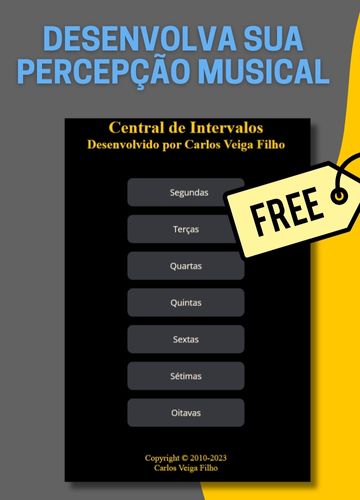 DESENVOLVA SUA
PERCEPÇÃO MUSICAL
Central de Intervalos
Desenvolvido por Carlos Veiga Filho
Segundas
FREE
Terças
Quartas
Quintas
Sextas
Sétimas
Oitavas
Copyright © 2010-2023
Carlos Veiga Filho